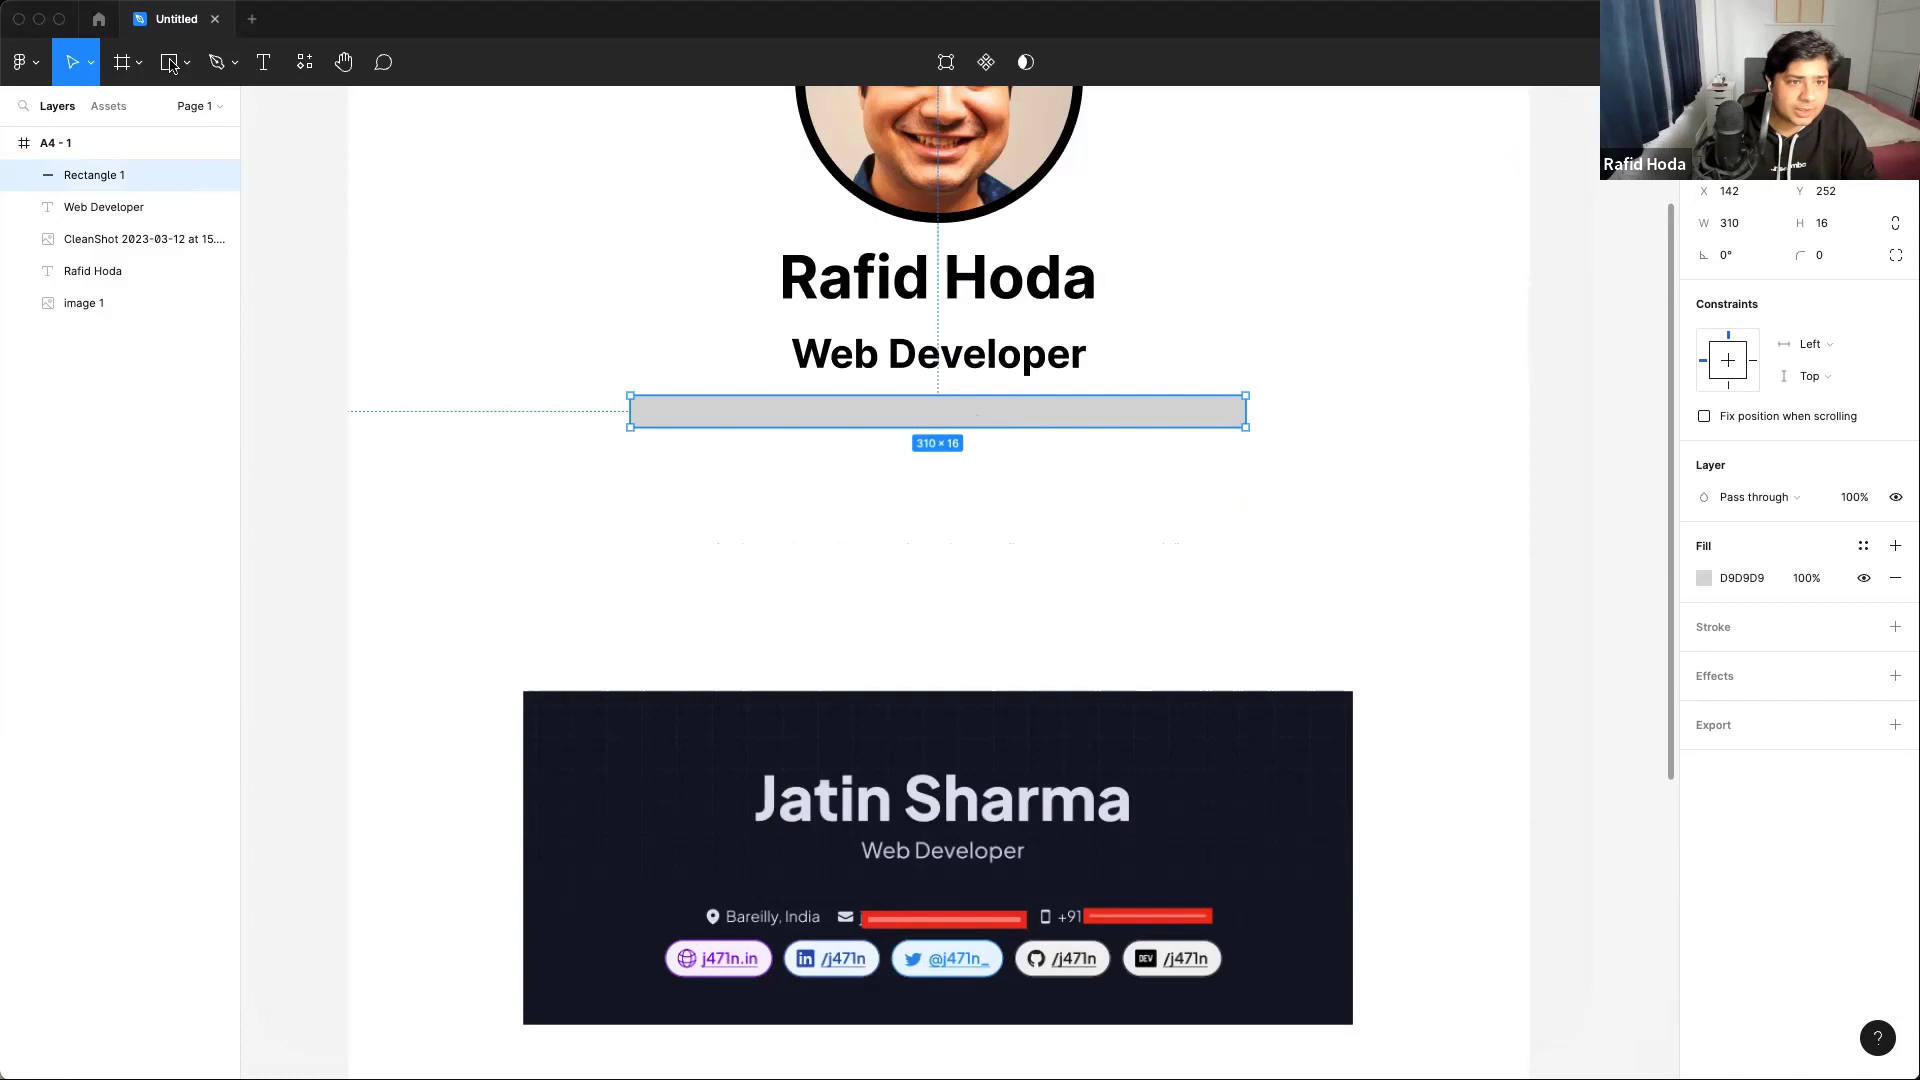 Untitled
Rafid Hoda
Layers
Assets
Page 1
A4 - 1
Rectangle 1
Web Developer
CleanShot 2023-03-12 at 15....
Rafid Hoda
image 1
Rafid Hoda
Web Developer
310 × 16
Jatin Sharma
Web Developer
Bareilly, India
+91
j471n.in
/j471n
@j471n_
/j471n
DEV /j471n
X 142 Y 252
W 310 H 16
0° 0
Constraints
Left
Top
Fix position when scrolling
Layer
Pass through 100%
Fill
D9D9D9 100%
Stroke
Effects
Export
?